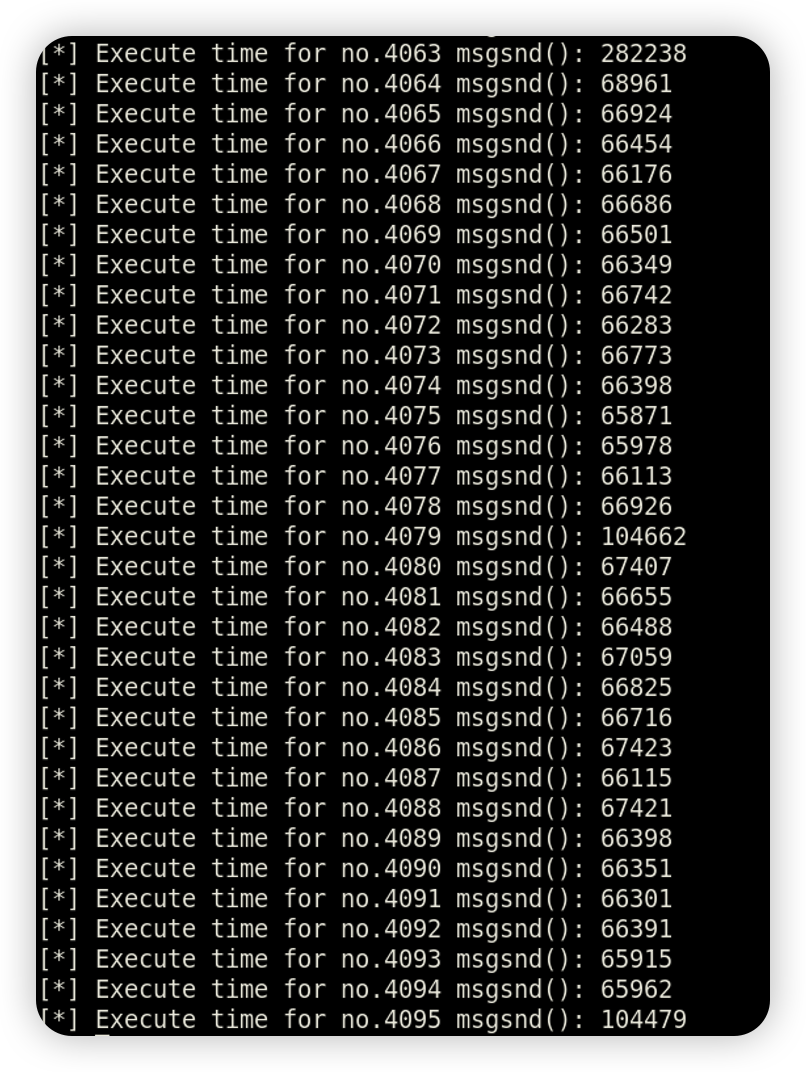 [*] Execute time for no.4063 msgsnd(): 282238
[*] Execute time for no.4064 msgsnd(): 68961
[*] Execute time for no.4065 msgsnd(): 66924
[*] Execute time for no.4066 msgsnd(): 66454
[*] Execute time for no.4067 msgsnd(): 66176
[*] Execute time for no.4068 msgsnd(): 66686
[*] Execute time for no.4069 msgsnd(): 66501
[*] Execute time for no.4070 msgsnd(): 66349
[*] Execute time for no.4071 msgsnd(): 66742
[*] Execute time for no.4072 msgsnd(): 66283
[*] Execute time for no.4073 msgsnd(): 66773
[*] Execute time for no.4074 msgsnd(): 66398
[*] Execute time for no.4075 msgsnd(): 65871
[*] Execute time for no.4076 msgsnd(): 65978
[*] Execute time for no.4077 msgsnd(): 66113
[*] Execute time for no.4078 msgsnd(): 66926
[*] Execute time for no.4079 msgsnd(): 104662
[*] Execute time for no.4080 msgsnd(): 67407
[*] Execute time for no.4081 msgsnd(): 66655
[*] Execute time for no.4082 msgsnd(): 66488
[*] Execute time for no.4083 msgsnd(): 67059
[*] Execute time for no.4084 msgsnd(): 66825
[*] Execute time for no.4085 msgsnd(): 66716
[*] Execute time for no.4086 msgsnd(): 67423
[*] Execute time for no.4087 msgsnd(): 66115
[*] Execute time for no.4088 msgsnd(): 67421
[*] Execute time for no.4089 msgsnd(): 66398
[*] Execute time for no.4090 msgsnd(): 66351
[*] Execute time for no.4091 msgsnd(): 66301
[*] Execute time for no.4092 msgsnd(): 66391
[*] Execute time for no.4093 msgsnd(): 65915
[*] Execute time for no.4094 msgsnd(): 65962
[*] Execute time for no.4095 msgsnd(): 104479